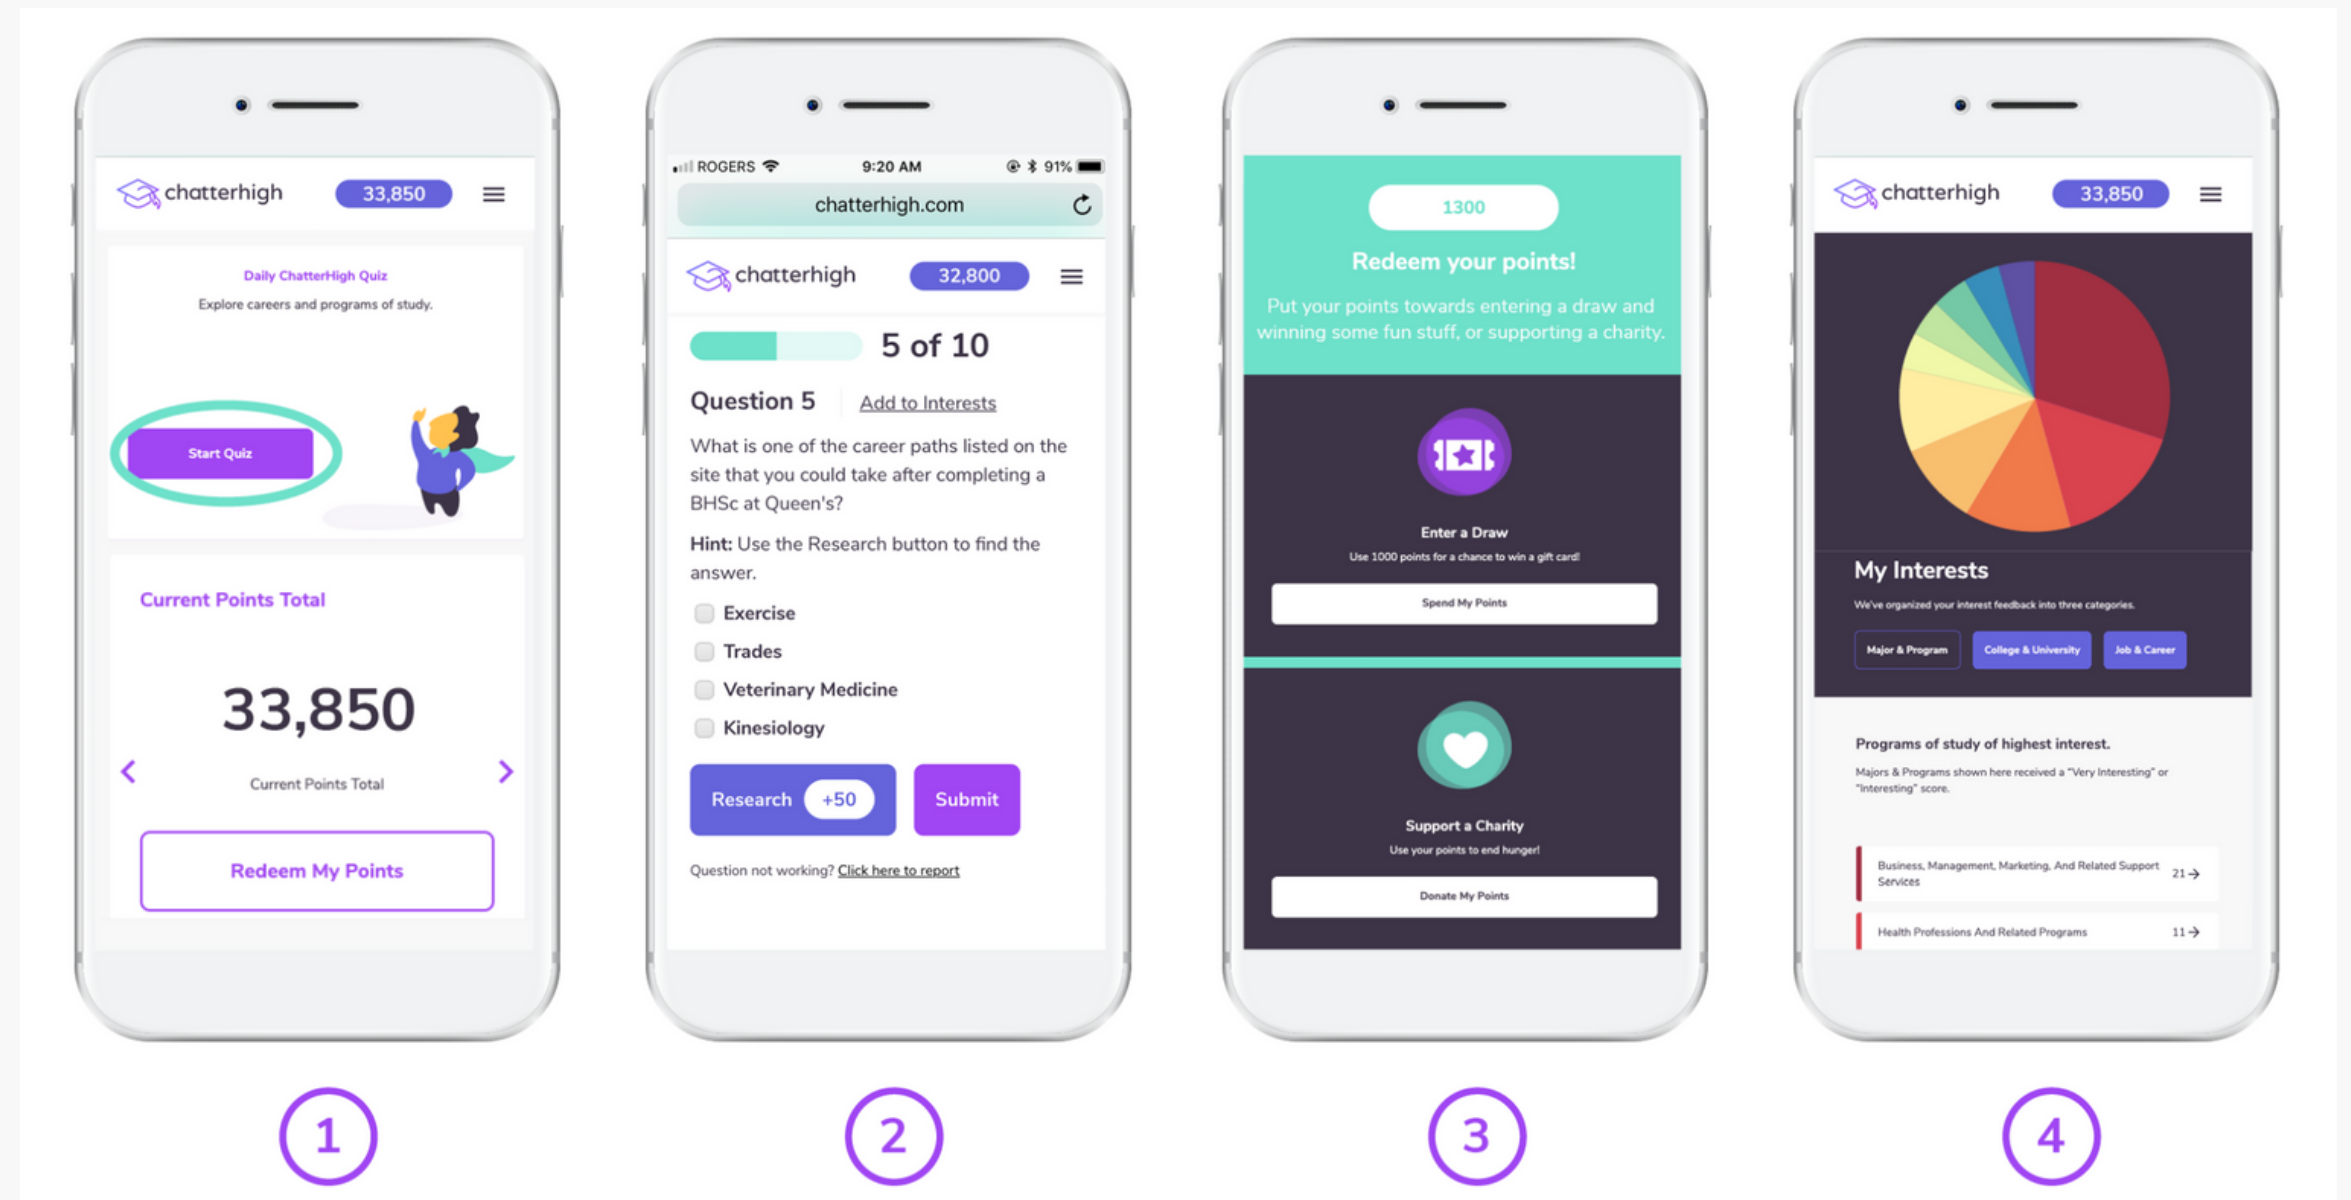 chatterhigh 33,850
Daily ChatterHigh Quiz
Explore careers and programs of study.
Start Quiz
Current Points Total
33,850
Current Points Total
Redeem My Points
1
ROGERS 9:20 AM 91%
chatterhigh.com
chatterhigh 32,800
5 of 10
Question 5 Add to Interests
What is one of the career paths listed on the
site that you could take after completing a
BHSc at Queen's?
Hint: Use the Research button to find the
answer.
Exercise
Trades
Veterinary Medicine
Kinesiology
Research +50 Submit
Question not working? Click here to report
2
1300
Redeem your points!
Put your points towards entering a draw and
winning some fun stuff, or supporting a charity.
Enter a Draw
Use 1000 points for a chance to win a gift card!
Spend My Points
Support a Charity
Use your points to end hunger!
Donate My Points
3
chatterhigh 33,850
My Interests
We've organized your interest feedback into three categories.
Major & Program College & University Job & Career
Programs of study of highest interest.
Majors & Programs shown here received a "Very Interesting" or
"Interesting" score.
Business, Management, Marketing, And Related Support
Services 21→
Health Professions And Related Programs 11→
4